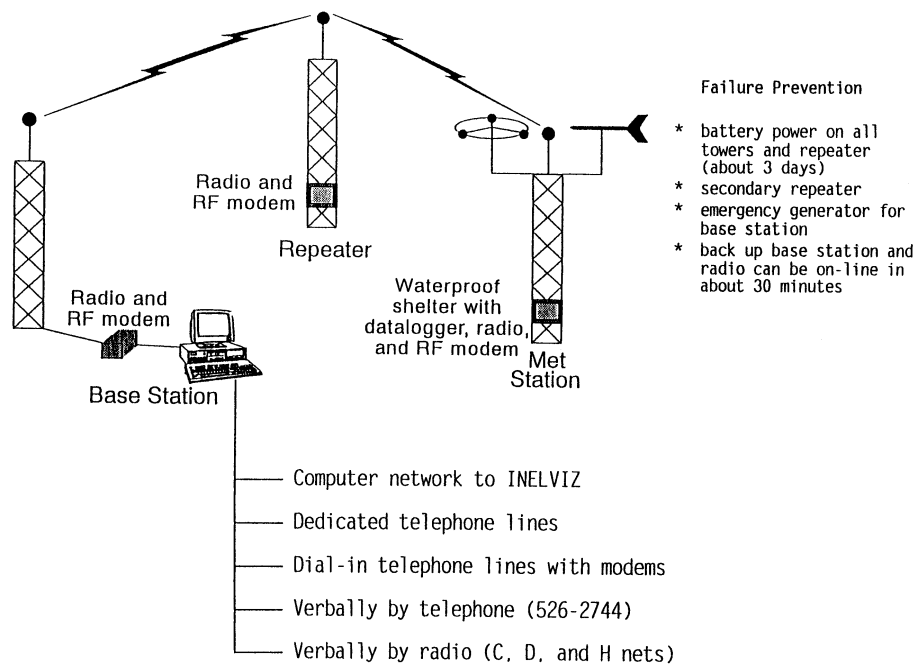 Failure Prevention
* battery power on all
towers and repeater
(about 3 days)
* secondary repeater
* emergency generator for
base station
* back up base station and
radio can be on-line in
about 30 minutes
Radio and
RF modem
Repeater
Waterproof
shelter with
datalogger, radio,
and RF modem
Met
Station
Radio and
RF modem
Base Station
Computer network to INELVIZ
Dedicated telephone lines
Dial-in telephone lines with modems
Verbally by telephone (526-2744)
Verbally by radio (C, D, and H nets)